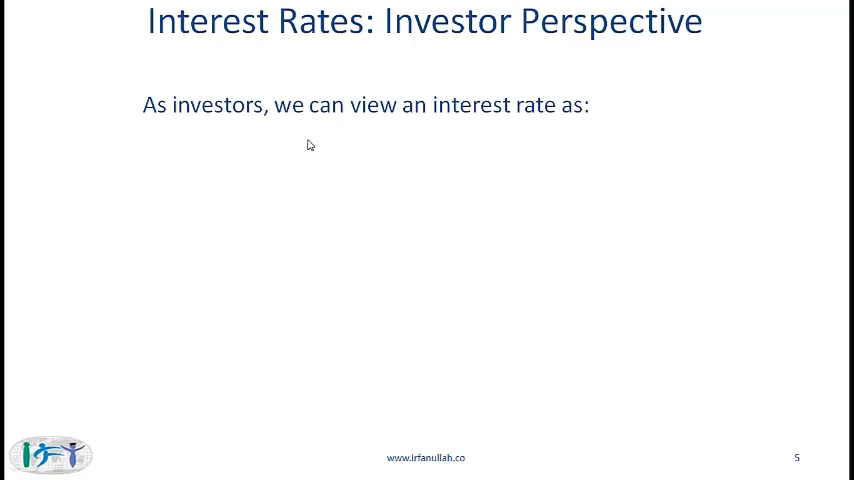 Interest Rates: Investor Perspective
As investors, we can view an interest rate as:
www.irfanullah.co
5